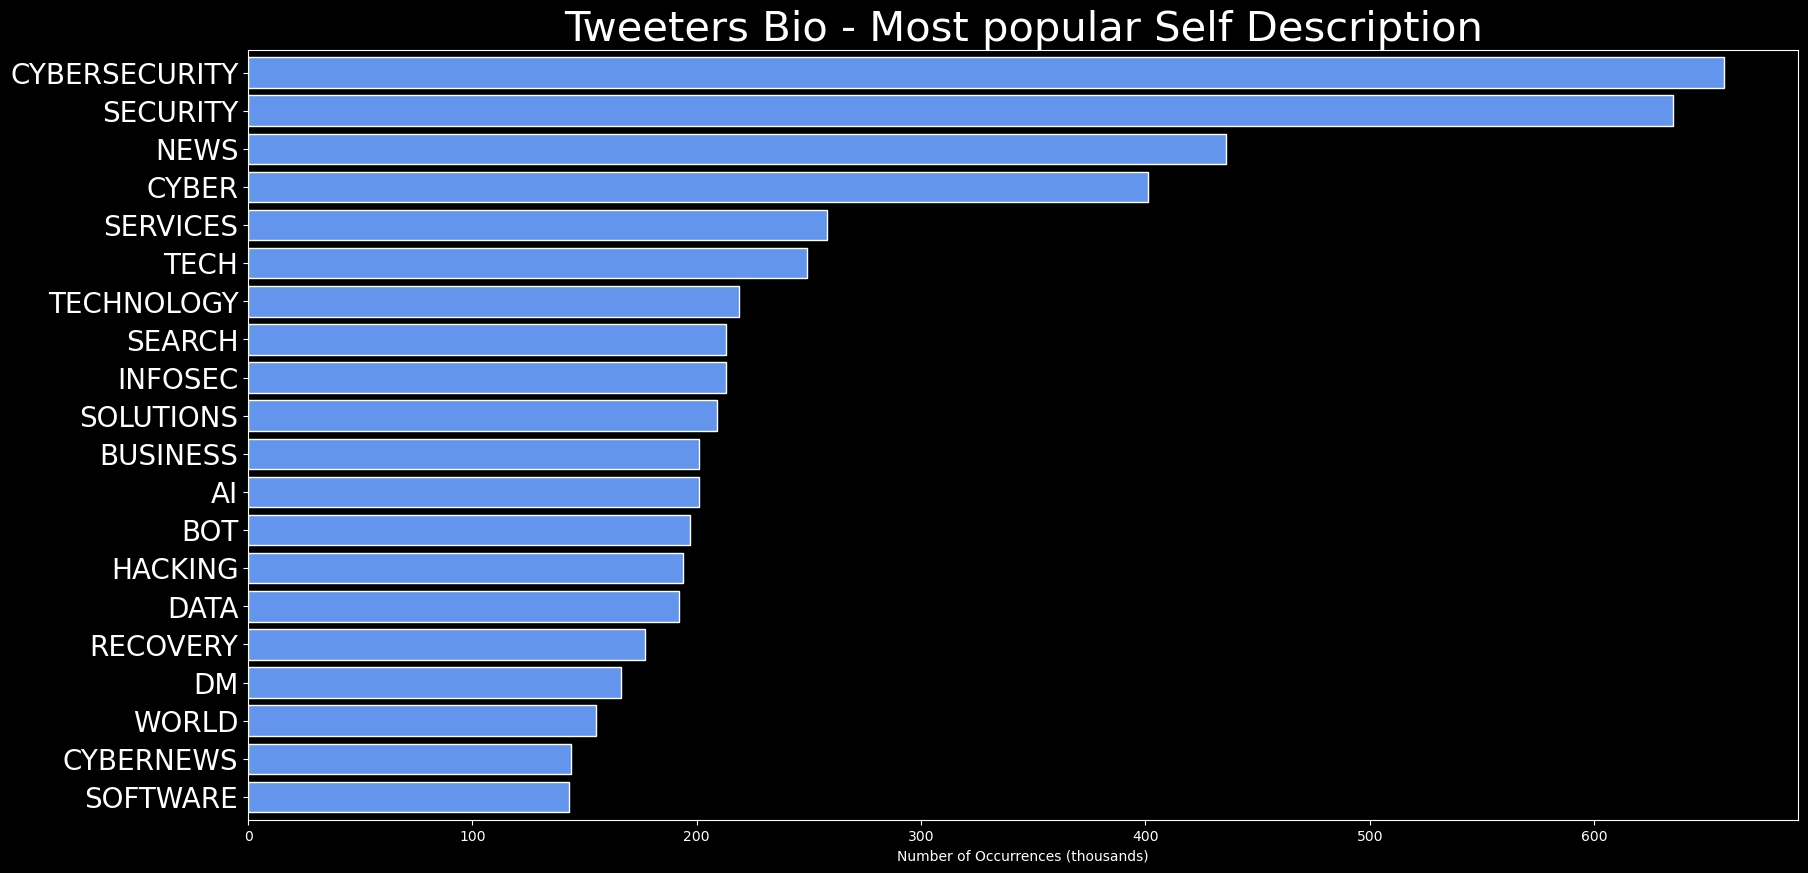 Tweeters Bio - Most popular Self Description
CYBERSECURITY
SECURITY
NEWS
CYBER
SERVICES
TECH
TECHNOLOGY
SEARCH
INFOSEC
SOLUTIONS
BUSINESS
AI
BOT
HACKING
DATA
RECOVERY
DM
WORLD
CYBERNEWS
SOFTWARE
0 100 200 300 400 500 600
Number of Occurrences (thousands)